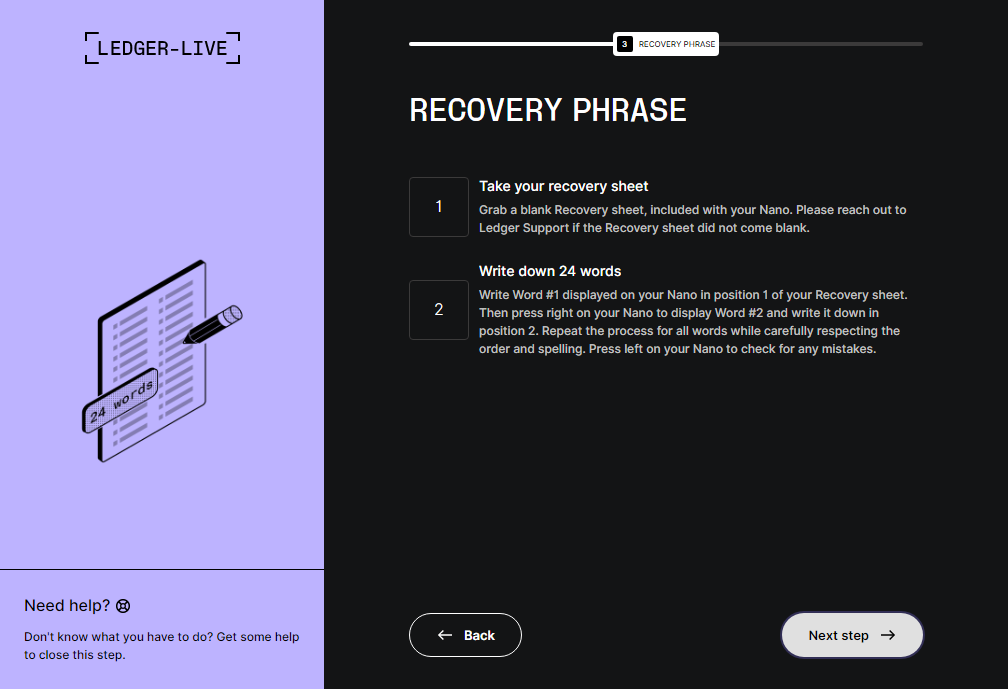 LEDGER-LIVE
24 words
Need help?
Don't know what you have to do? Get some help
to close this step.
3 RECOVERY PHRASE
RECOVERY PHRASE
1
Take your recovery sheet
Grab a blank Recovery sheet, included with your Nano. Please reach out to
Ledger Support if the Recovery sheet did not come blank.
2
Write down 24 words
Write Word #1 displayed on your Nano in position 1 of your Recovery sheet.
Then press right on your Nano to display Word #2 and write it down in
position 2. Repeat the process for all words while carefully respecting the
order and spelling. Press left on your Nano to check for any mistakes.
Back
Next step